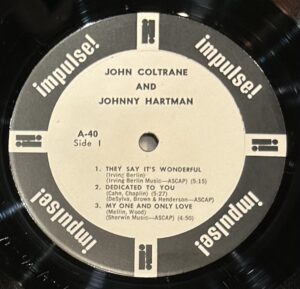 impulse!
impulse!
JOHN COLTRANE
AND
JOHNNY HARTMAN
A-40
Side 1
1. THEY SAY IT'S WONDERFUL
(Irving Berlin)
(Irving Berlin Music—ASCAP) (5:15)
2. DEDICATED TO YOU
(Cahn, Chaplin) (5:27)
(DeSylva, Brown & Henderson—ASCAP)
3. MY ONE AND ONLY LOVE
(Mellin, Wood)
(Sherwin Music—ASCAP) (4:50)
impulse!
impulse!